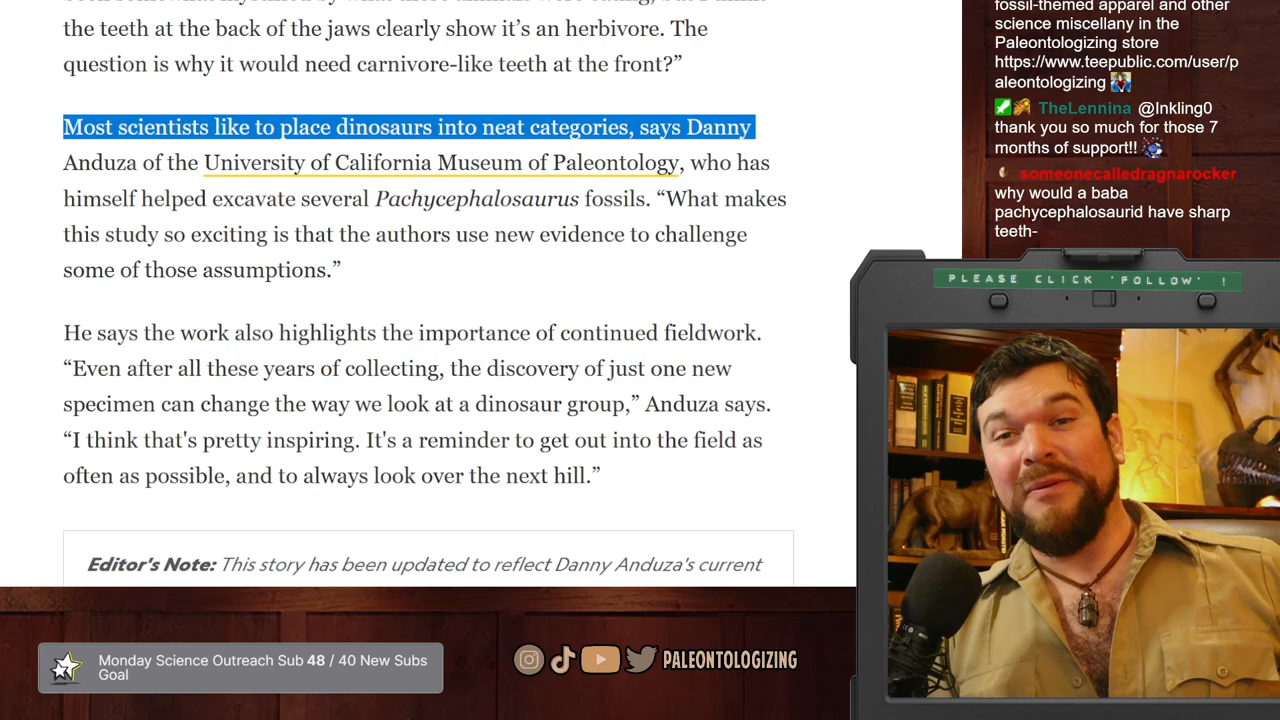 the teeth at the back of the jaws clearly show it’s an herbivore. The
question is why it would need carnivore-like teeth at the front?”
Most scientists like to place dinosaurs into neat categories, says Danny
Anduza of the University of California Museum of Paleontology, who has
himself helped excavate several Pachycephalosaurus fossils. “What makes
this study so exciting is that the authors use new evidence to challenge
some of those assumptions.”
He says the work also highlights the importance of continued fieldwork.
“Even after all these years of collecting, the discovery of just one new
specimen can change the way we look at a dinosaur group,” Anduza says.
“I think that's pretty inspiring. It's a reminder to get out into the field as
often as possible, and to always look over the next hill.”
Editor's Note: This story has been updated to reflect Danny Anduza's current
fossil-themed apparel and other
science miscellany in the
Paleontologizing store
https://www.teepublic.com/user/p
aleontologizing
TheLennina @Inkling0
thank you so much for those 7
months of support!!
someonecalledragnarocker
why would a baba
pachycephalosaurid have sharp
teeth-
PLEASE CLICK 'FOLLOW' !
Monday Science Outreach Sub 48 / 40 New Subs
Goal
PALEONTOLOGIZING